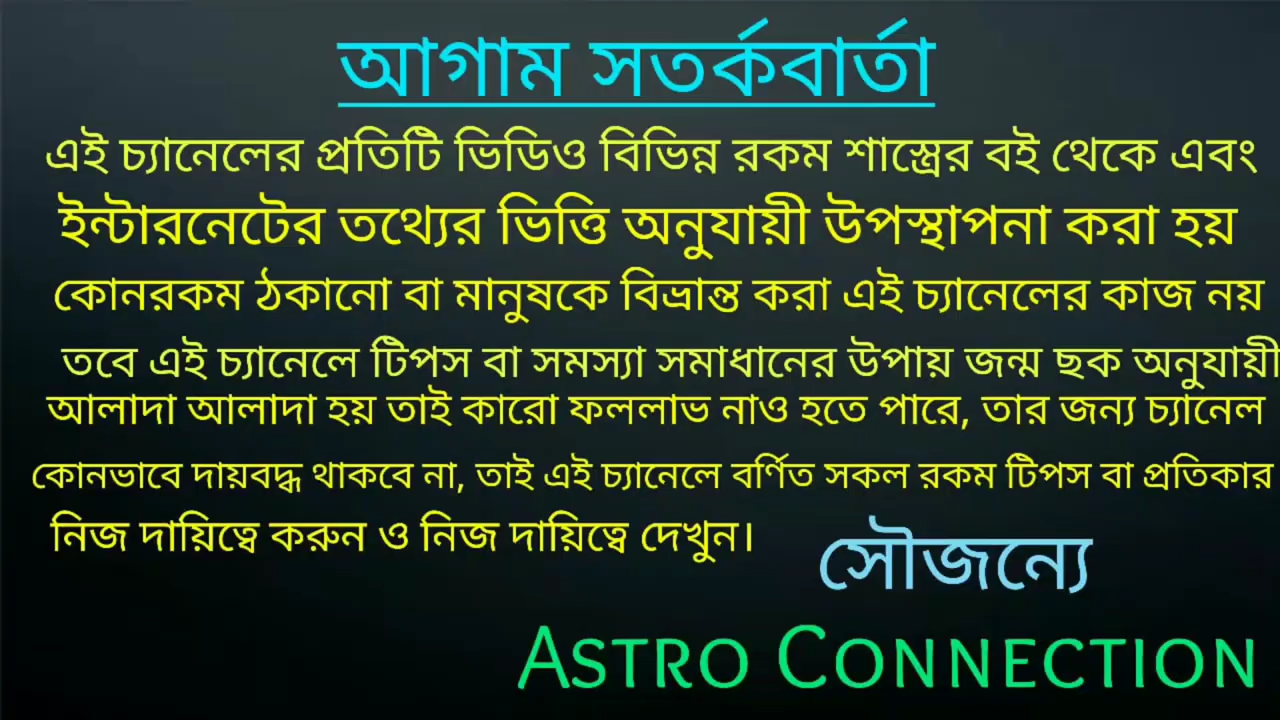 আগাম সতর্কবার্তা
এই চ্যানেলের প্রতিটি ভিডিও বিভিন্ন রকম শাস্ত্রের বই থেকে এবং
ইন্টারনেটের তথ্যের ভিত্তি অনুযায়ী উপস্থাপনা করা হয়
কোনরকম ঠকানো বা মানুষকে বিভ্রান্ত করা এই চ্যানেলের কাজ নয়
তবে এই চ্যানেলে টিপস বা সমস্যা সমাধানের উপায় জন্ম ছক অনুযায়ী
আলাদা আলাদা হয় তাই কারো ফললাভ নাও হতে পারে, তার জন্য চ্যানেল
কোনভাবে দায়বদ্ধ থাকবে না, তাই এই চ্যানেলে বর্ণিত সকল রকম টিপস বা প্রতিকার
নিজ দায়িত্বে করুন ও নিজ দায়িত্বে দেখুন।
সৌজন্যে
ASTRO CONNECTION